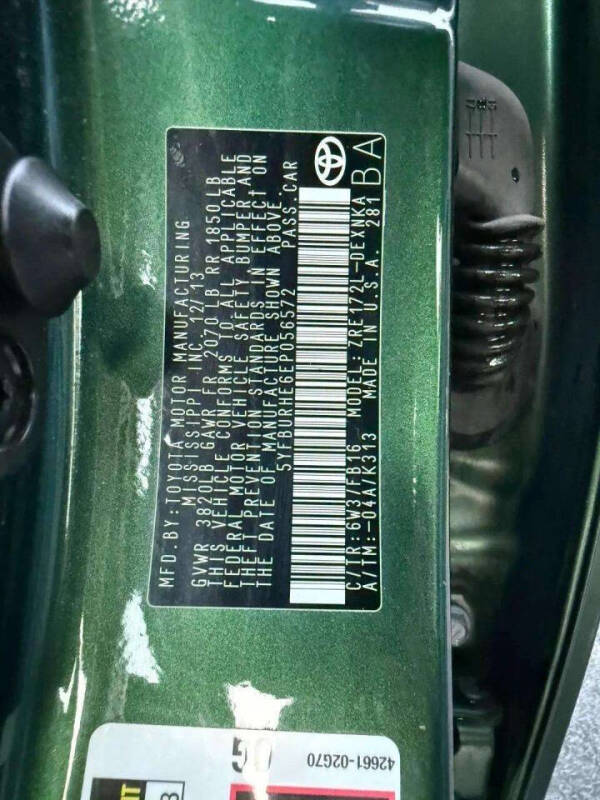 MFD.BY:TOYOTA MOTOR MANUFACTURING
MISSISSIPPI INC.12/ 13
GVWR 3820LB GAWR FR 2070 LB RR 1850 LB
THIS VEHICLE CONFORMS TO ALL APPLICABLE
FEDERAL MOTOR VEHICLE SAFETY, BUMPER, AND
THEFT PREVENTION STANDARDS IN EFFECT ON
THE DATE OF MANUFACTURE SHOWN ABOVE.
5YFBURHE6EP056572 PASS.CAR
C/TR:6W3/FB16 MODEL:ZRE172L-DEXNKA
A/TM:-04A/K313 MADE IN U.S.A. 281
BA
42661-02G70